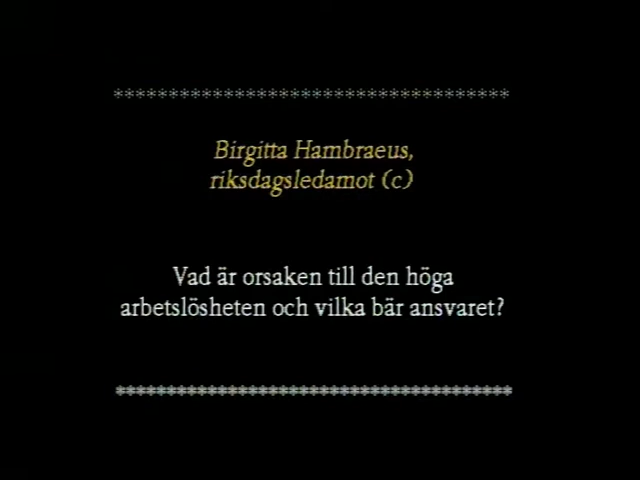 ************************************
Birgitta Hambraeus,
riksdagsledamot (c)
Vad är orsaken till den höga
arbetslösheten och vilka bär ansvaret?
************************************